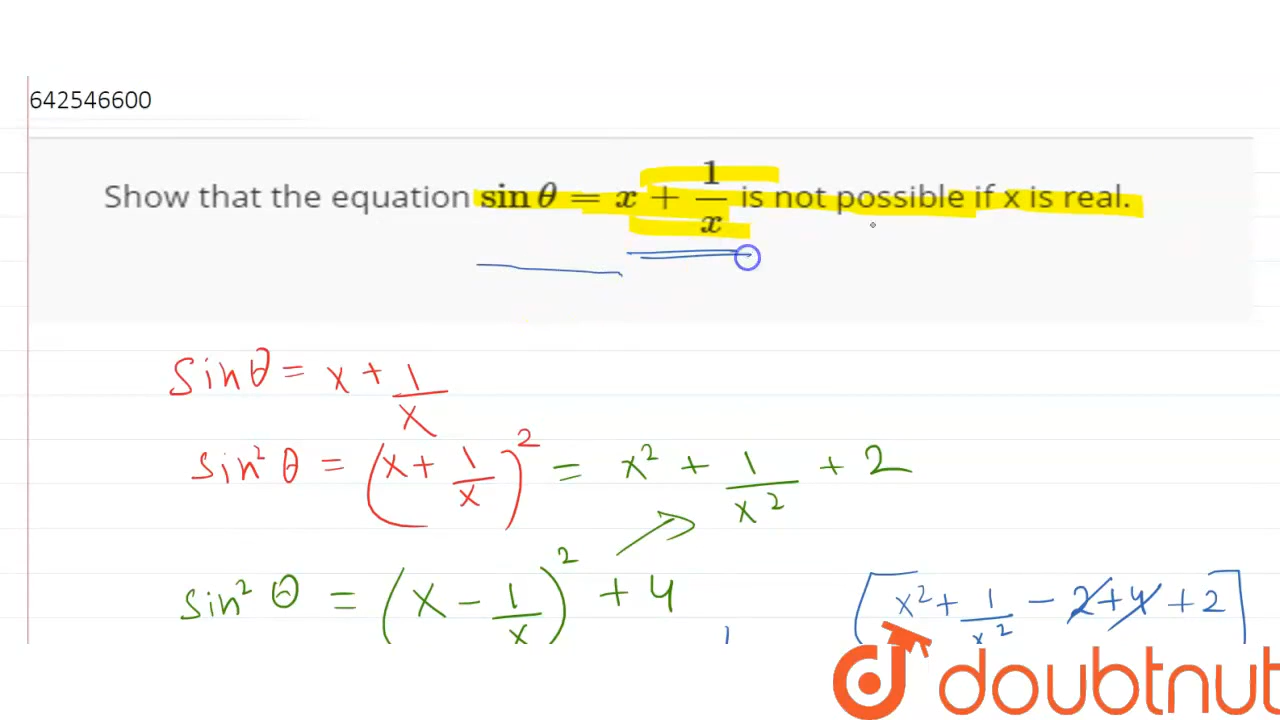 642546600
Show that the equation sin θ = x + 1/x is not possible if x is real.
Sinθ = x + 1/x
Sin² θ = (x + 1/x)² = x² + 1/x² + 2
Sin² θ = (x - 1/x)² + 4
x² + 1/x² - 2 + 4 + 2
doubtnut